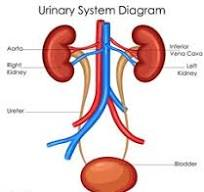 Urinary System Diagram
Aorta
Inferior
Vena Cava
Right
Kidney
Left
Kidney
Ureter
Bladder